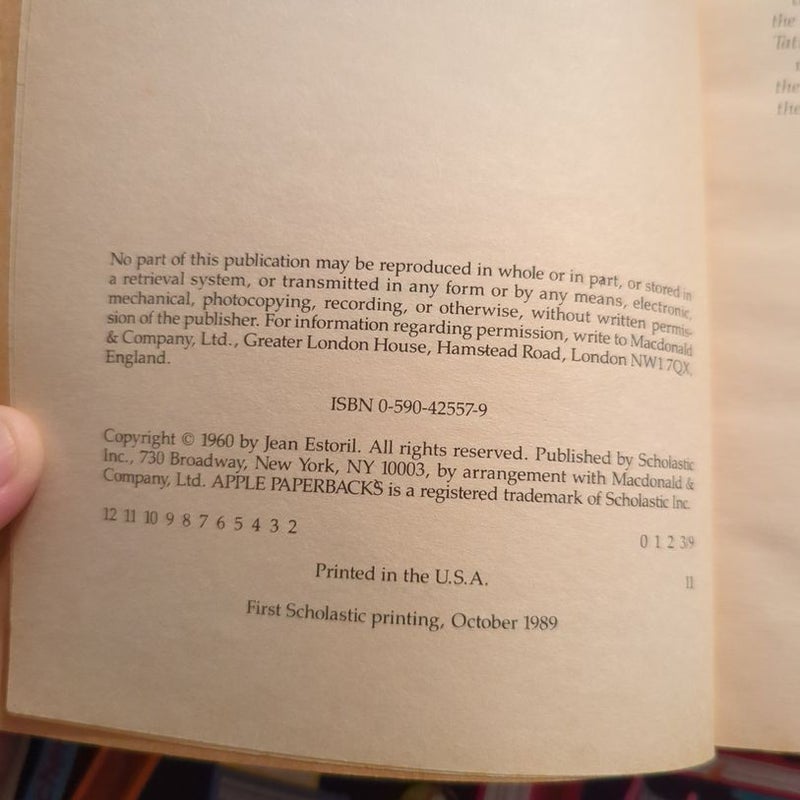 No part of this publication may be reproduced in whole or in part, or stored in
a retrieval system, or transmitted in any form or by any means, electronic,
mechanical, photocopying, recording, or otherwise, without written permis-
sion of the publisher. For information regarding permission, write to Macdonald
& Company, Ltd., Greater London House, Hamstead Road, London NW1 7QX,
England.
ISBN 0-590-42557-9
Copyright © 1960 by Jean Estoril. All rights reserved. Published by Scholastic
Inc., 730 Broadway, New York, NY 10003, by arrangement with Macdonald &
Company, Ltd. APPLE PAPERBACKS is a registered trademark of Scholastic Inc.
12 11 10 9 8 7 6 5 4 3 2
0 1 2 3/9
Printed in the U.S.A.
11
First Scholastic printing, October 1989
the
the
the